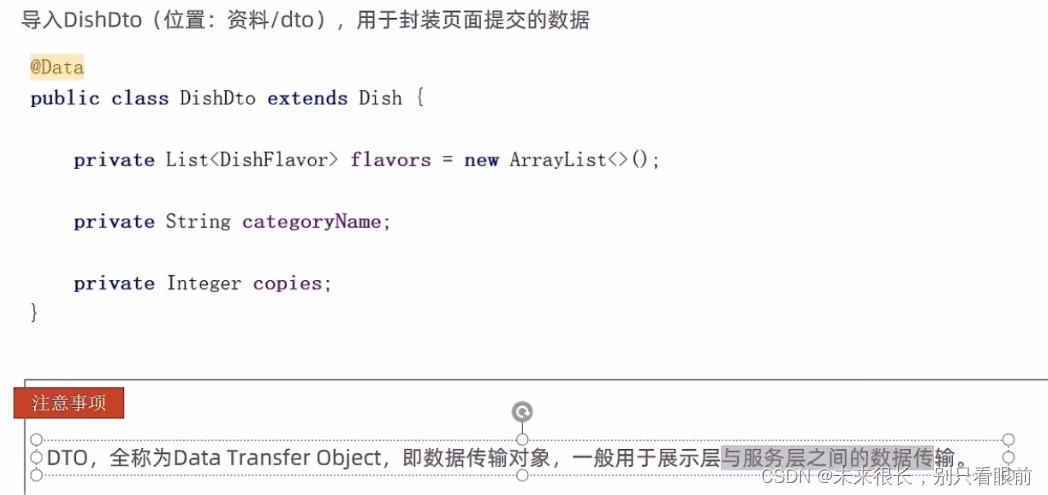 导入DishDto（位置：资料/dto），用于封装页面提交的数据
@Data
public class DishDto extends Dish {
private List<DishFlavor> flavors = new ArrayList<>();
private String categoryName;
private Integer copies;
}
注意事项
DTO，全称为Data Transfer Object，即数据传输对象，一般用于展示层与服务层之间的数据传输。
CSDN @未来很长，别只看眼前